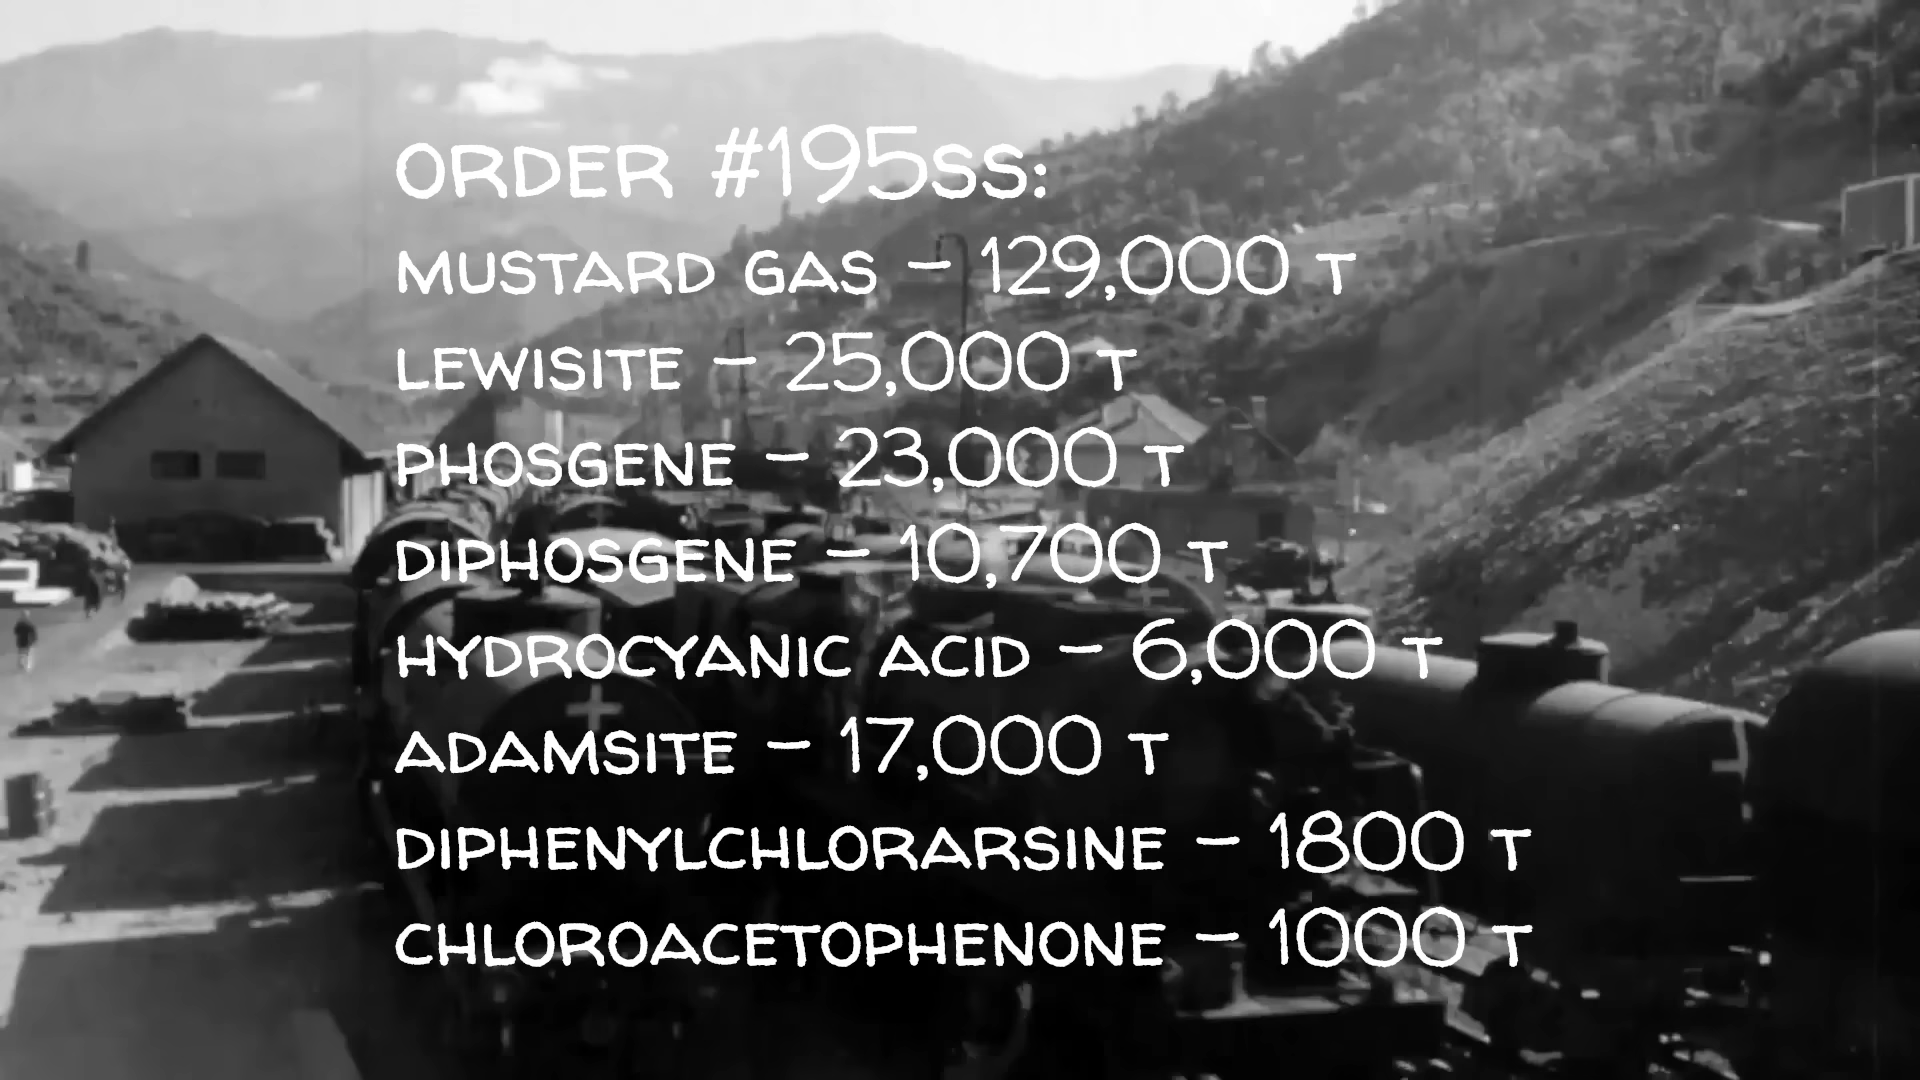 ORDER #195SS:
MUSTARD GAS – 129,000 T
LEWISITE – 25,000 T
PHOSGENE – 23,000 T
DIPHOSGENE – 10,700 T
HYDROCYANIC ACID – 6,000 T
ADAMSITE – 17,000 T
DIPHENYLCHLORARSINE – 1800 T
CHLOROACETOPHENONE – 1000 T